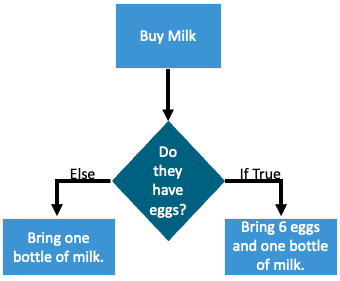 Buy Milk
Do
they
have
eggs?
Else
If True
Bring one
bottle of milk.
Bring 6 eggs
and one bottle
of milk.